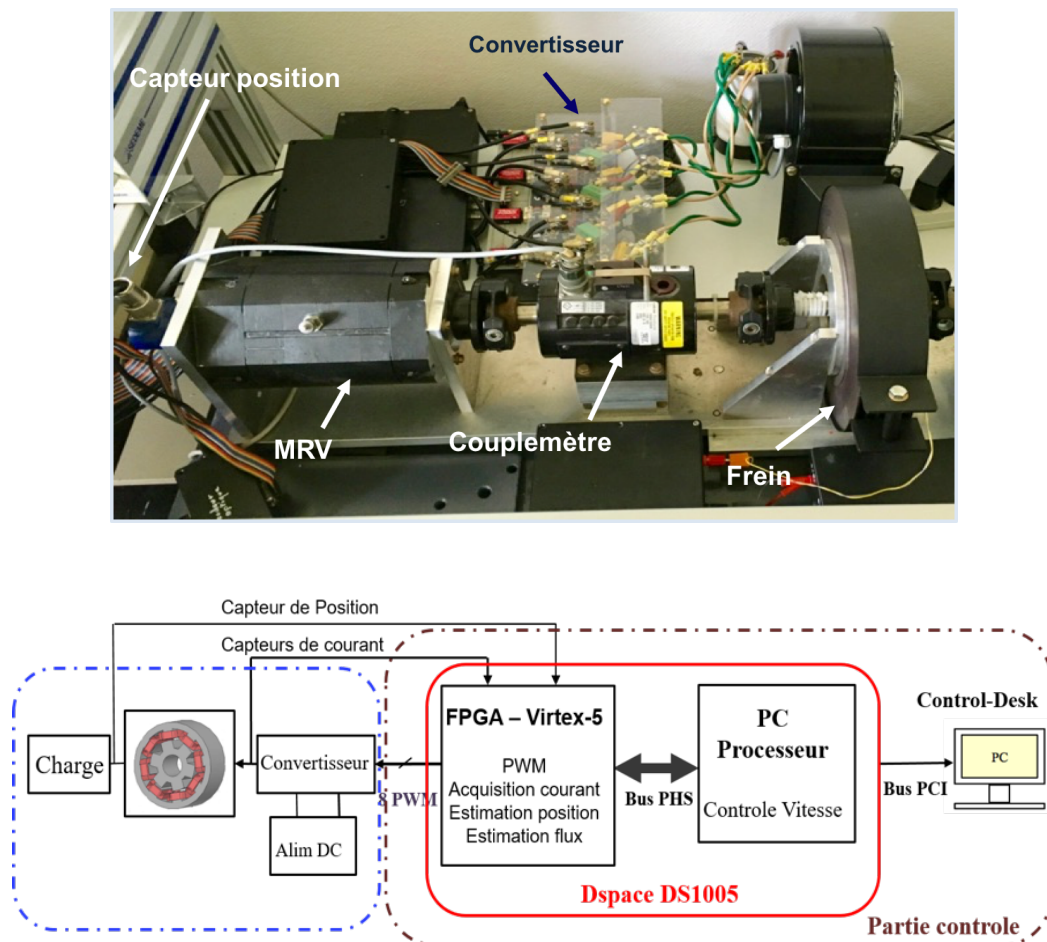 Convertisseur
Capteur position
MRV
Couplemètre
Frein
Capteur de Position
Capteurs de courant
FPGA – Virtex-5
PWM
Acquisition courant
Estimation position
Estimation flux
PC
Processeur
Controle Vitesse
Control-Desk
PC
Charge
Convertisseur
8 PWM
Bus PHS
Bus PCI
Alim DC
Dspace DS1005
Partie controle